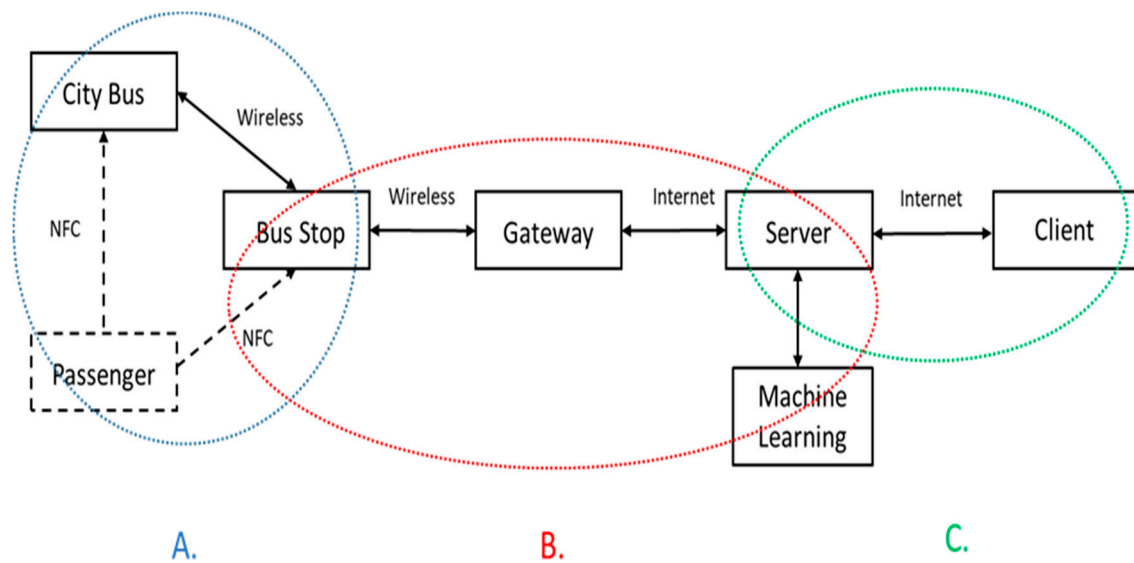 City Bus
Wireless
Wireless
Internet
Internet
NFC
Bus Stop
Gateway
Server
Client
NFC
Passenger
Machine
Learning
A.
B.
C.